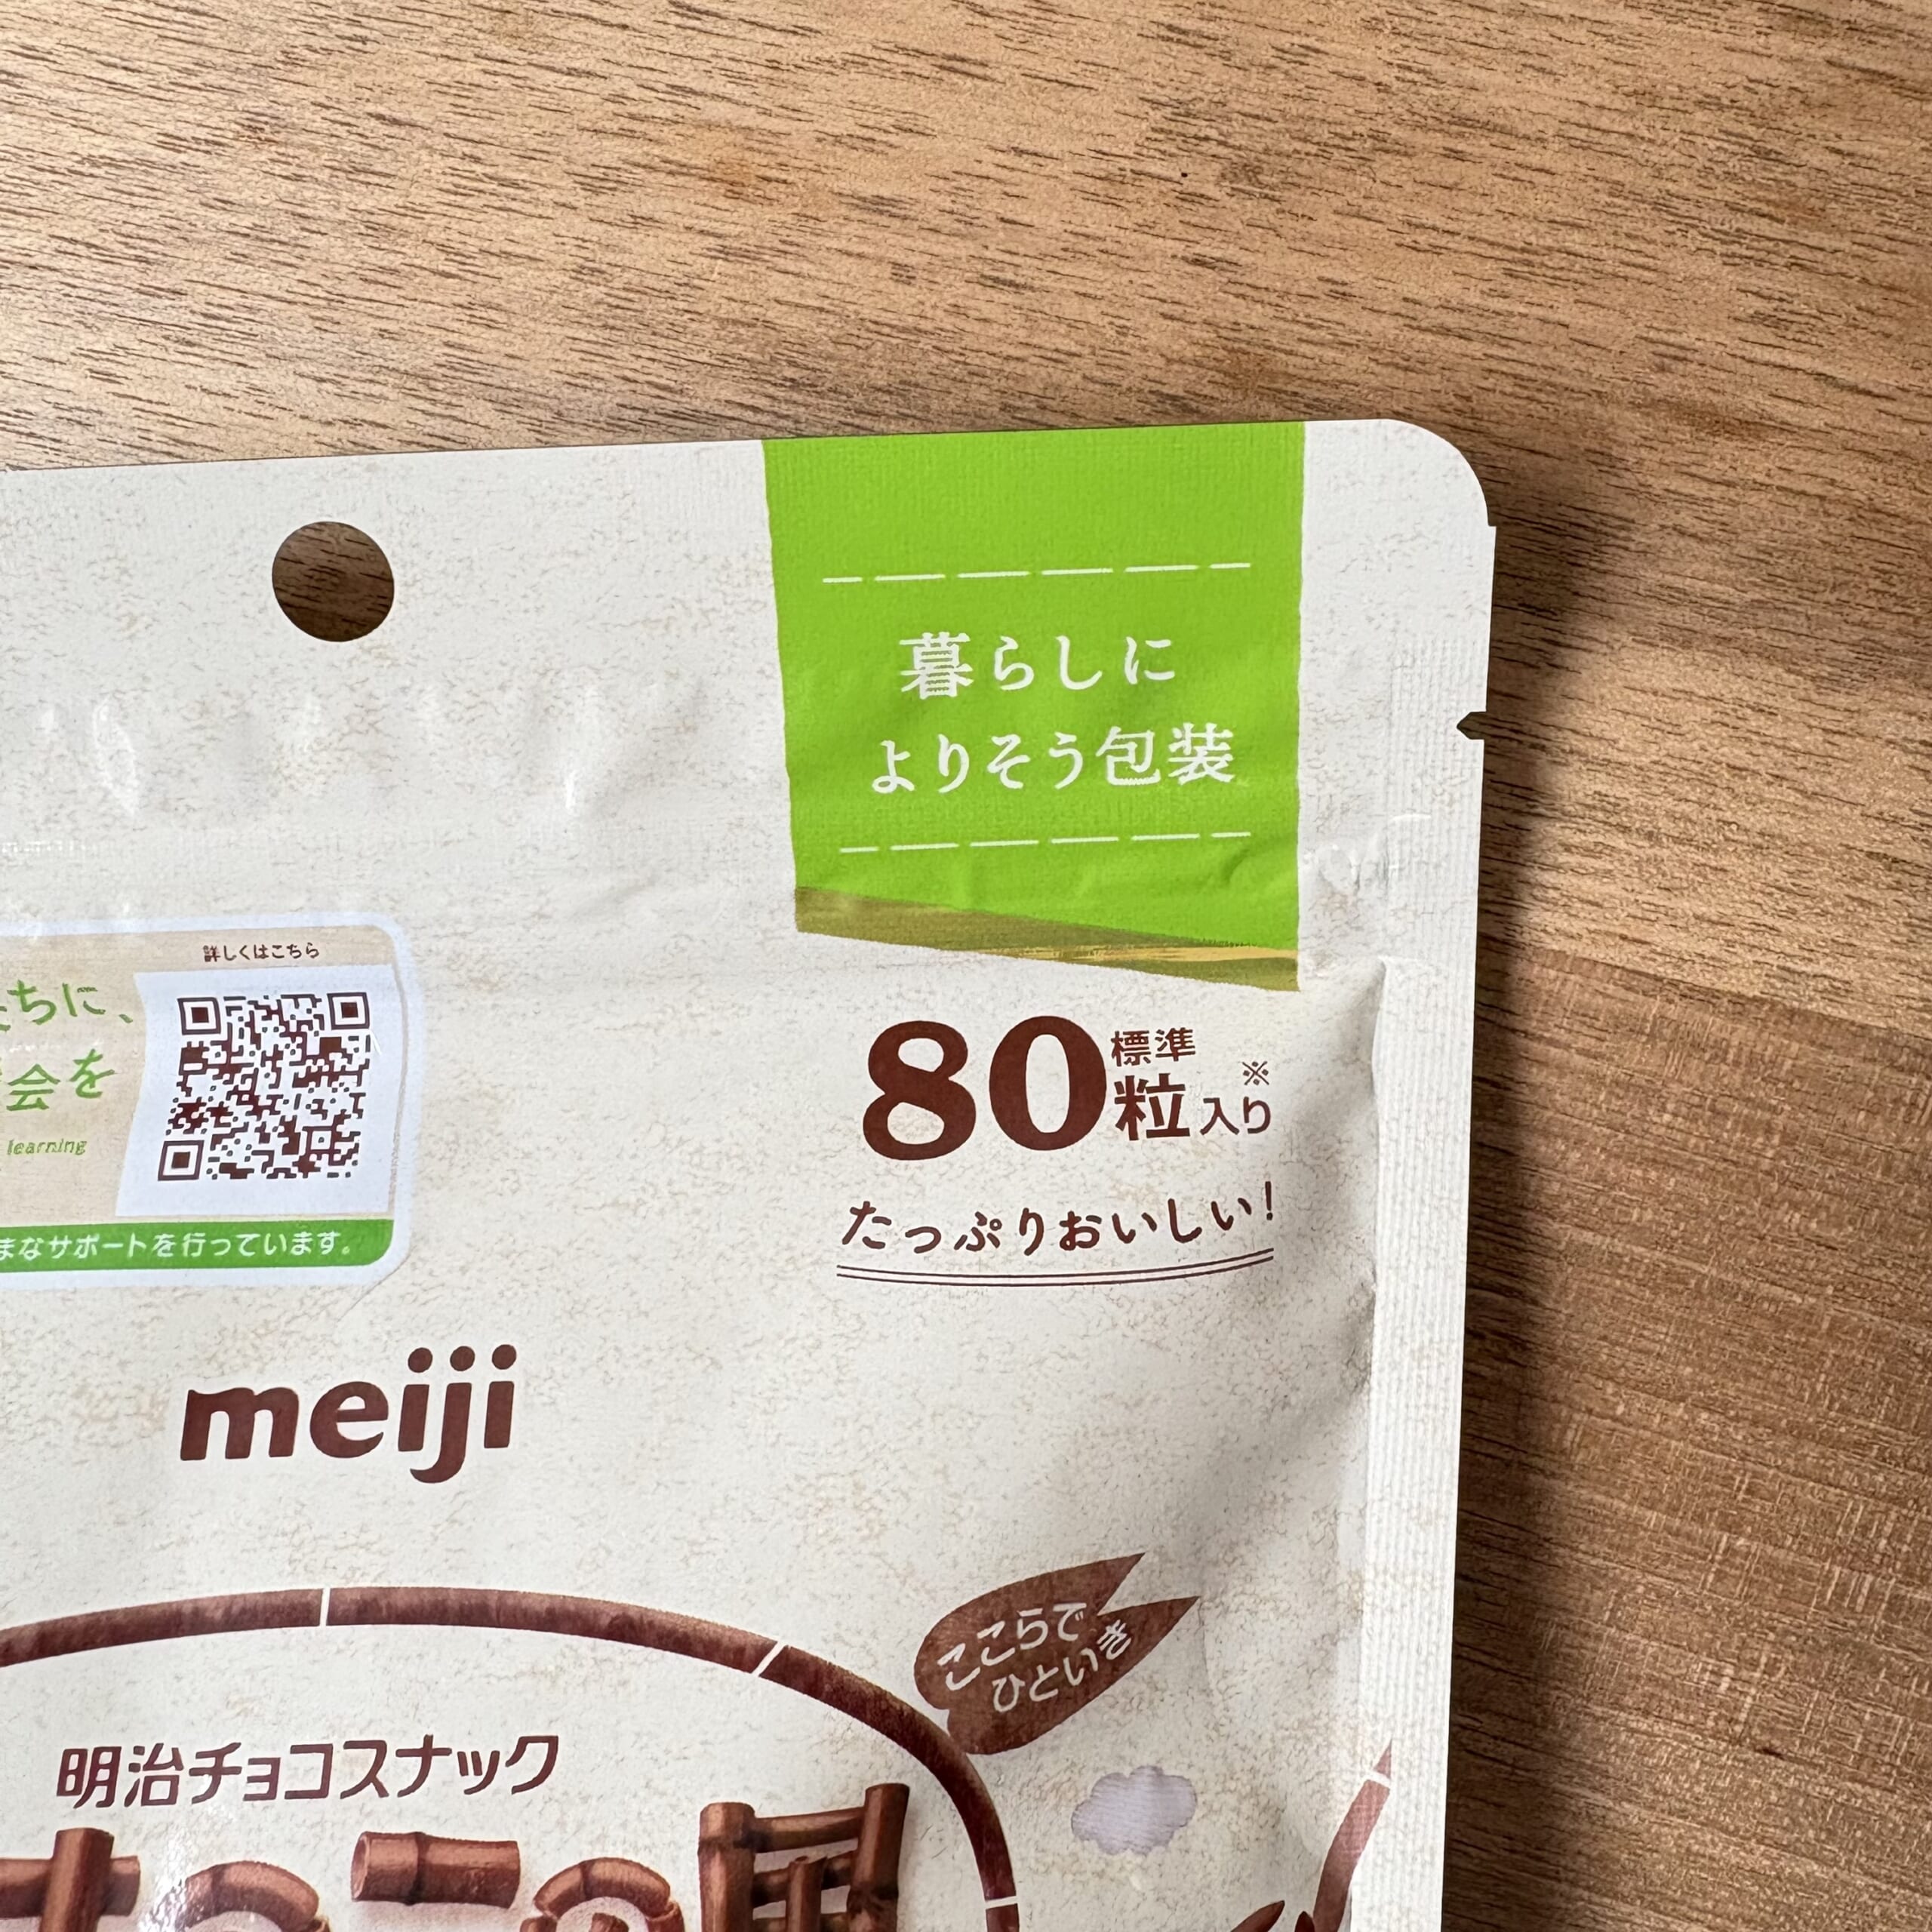 暮らしに
よりそう包装
詳しくはこちら
ちに、
会を
learning
まなサポートを行っています。
80標準粒入り※
たっぷりおいしい!
meiji
ここらで
ひといき
明治チョコスナック